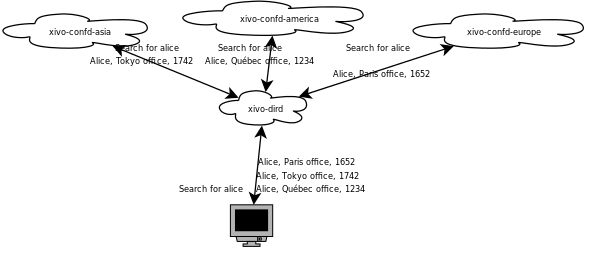 xivo-confd-america
xivo-confd-asia
xivo-confd-europe
Search for alice
Search for alice
Search for alice
Alice, Tokyo office, 1742
Alice, Québec office, 1234
Alice, Paris office, 1652
xivo-dird
Alice, Paris office, 1652
Alice, Tokyo office, 1742
Search for alice
Alice, Québec office, 1234